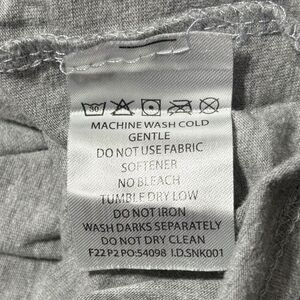 30
MACHINE WASH COLD
GENTLE
DO NOT USE FABRIC
SOFTENER
NO BLEACH
TUMBLE DRY LOW
DO NOT IRON
WASH DARKS SEPARATELY
DO NOT DRY CLEAN
F22 P2 PO:54098 I.D.SNK001